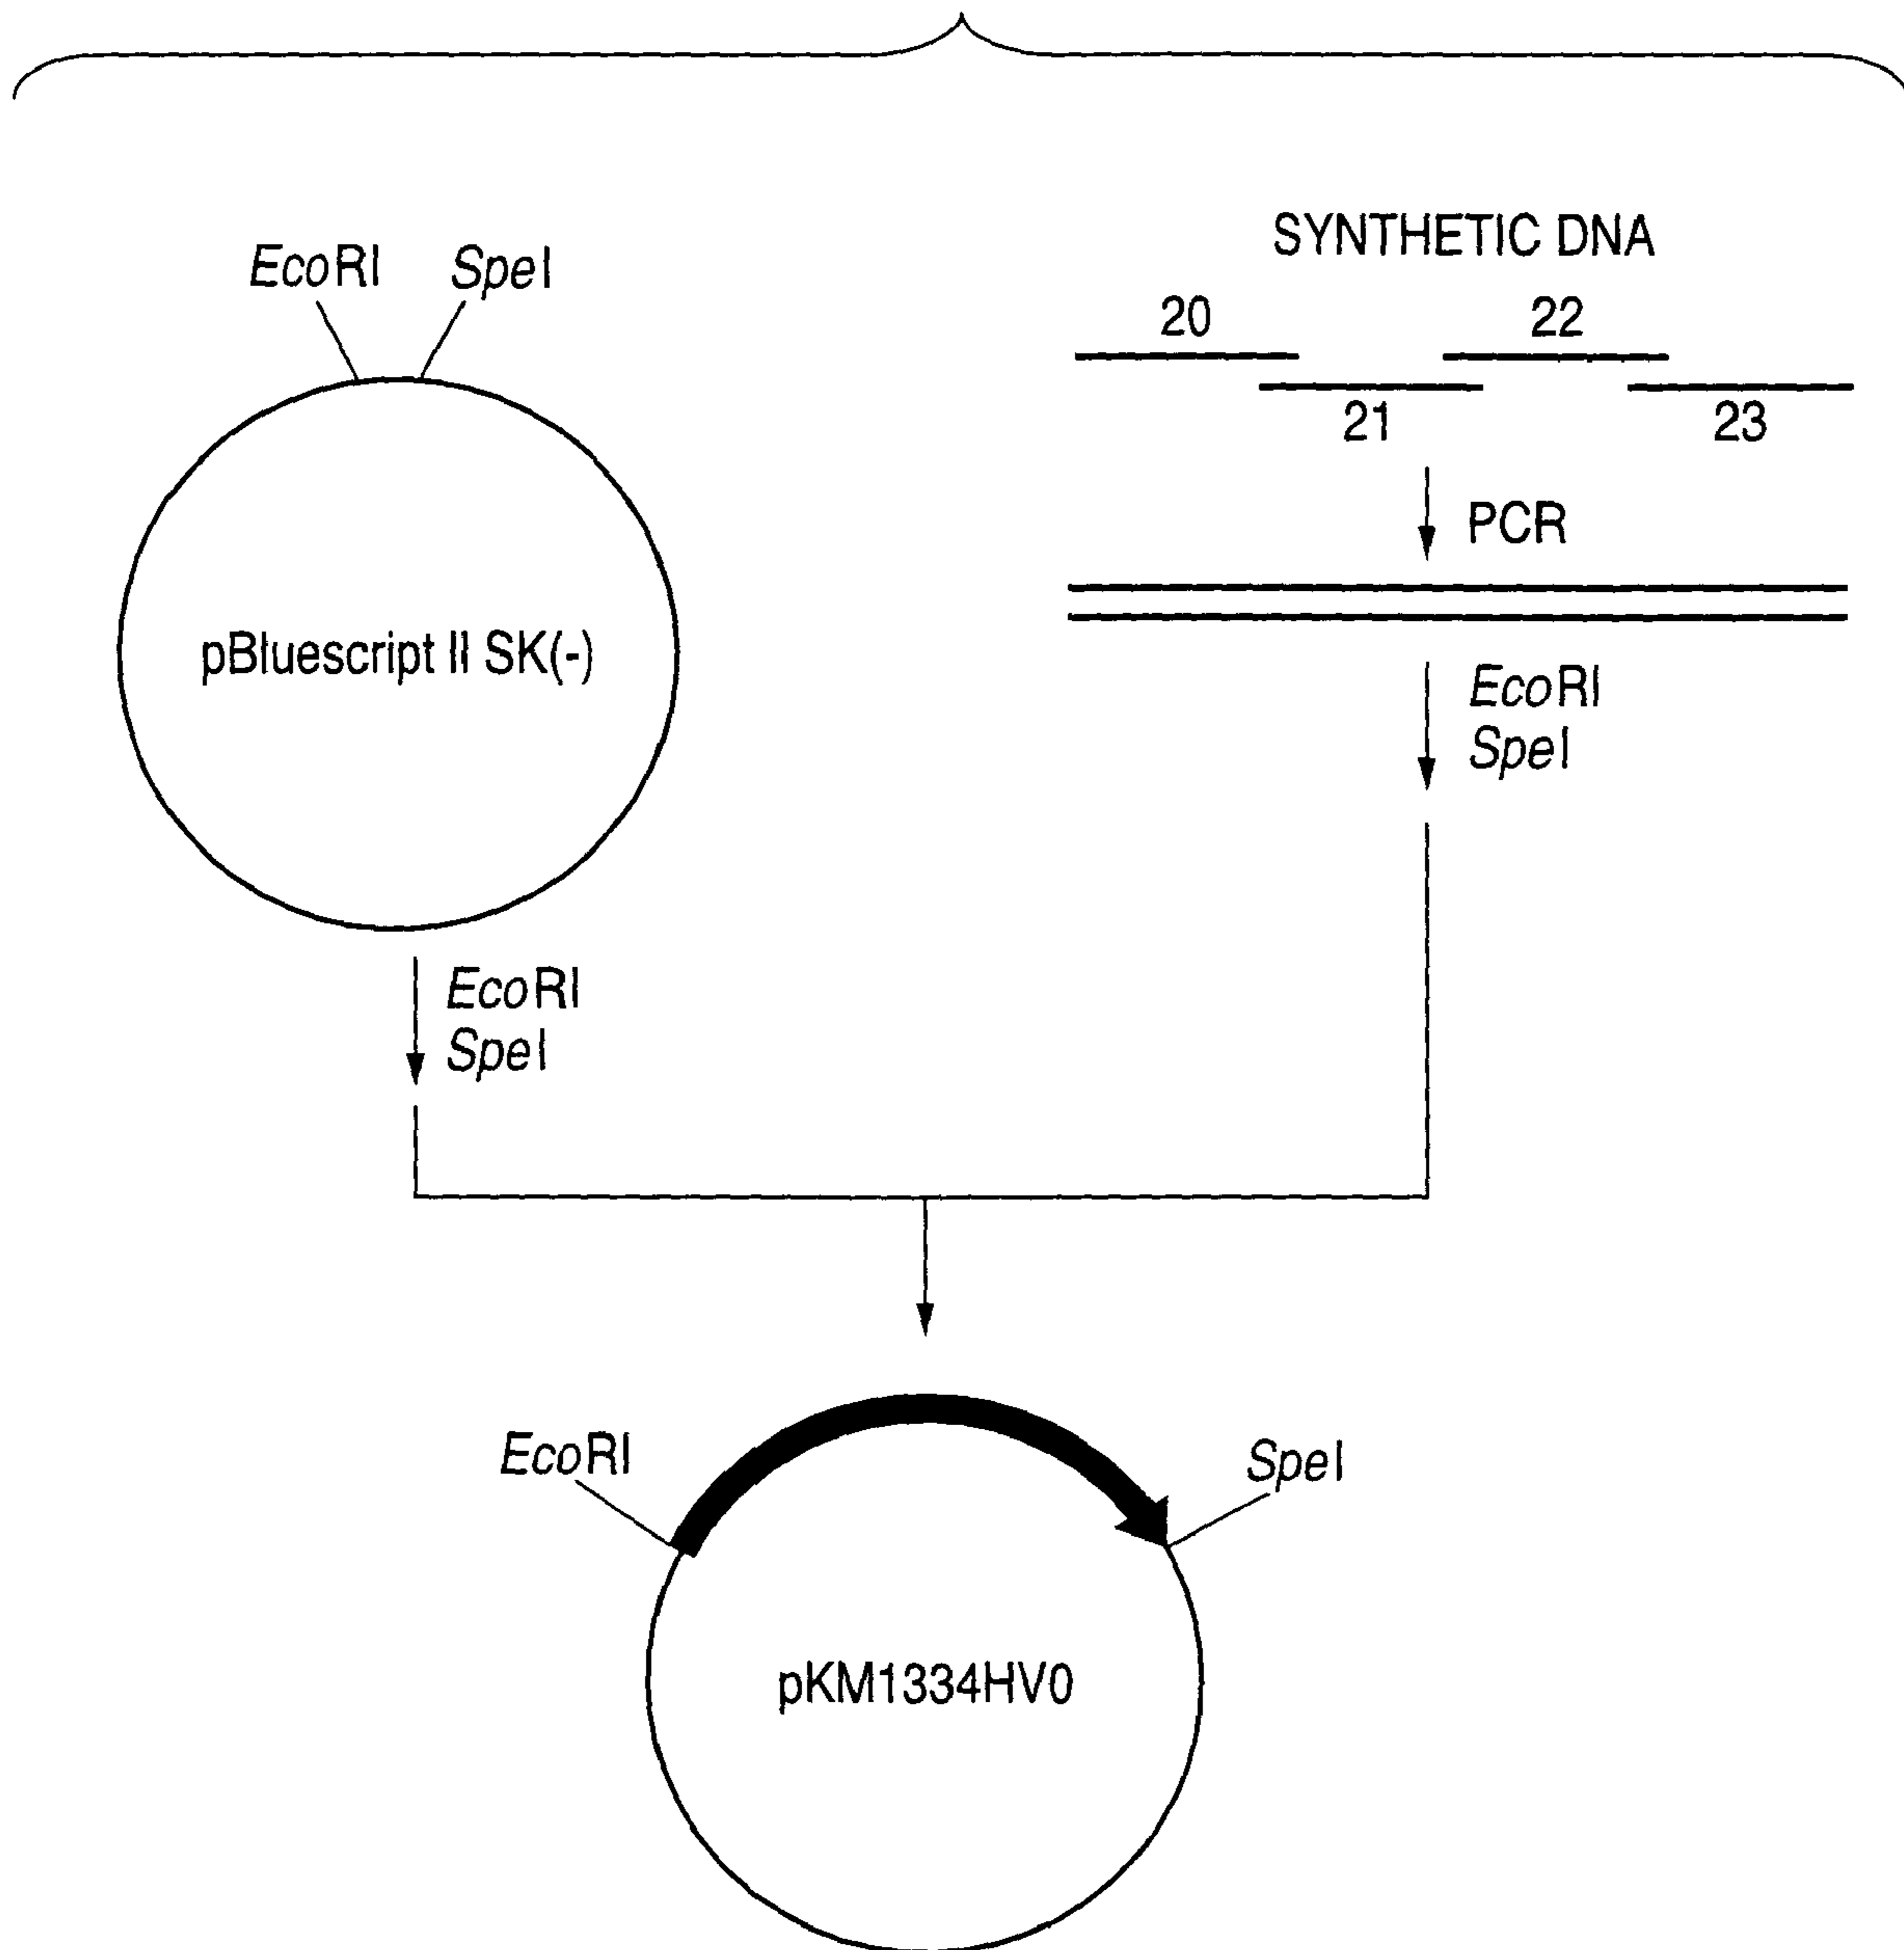 SYNTHETIC DNA
EcoRI SpeI
20 22
21 23
PCR
pBluescript II SK(-)
EcoRI
SpeI
EcoRI
SpeI
EcoRI SpeI
pKM1334HV0